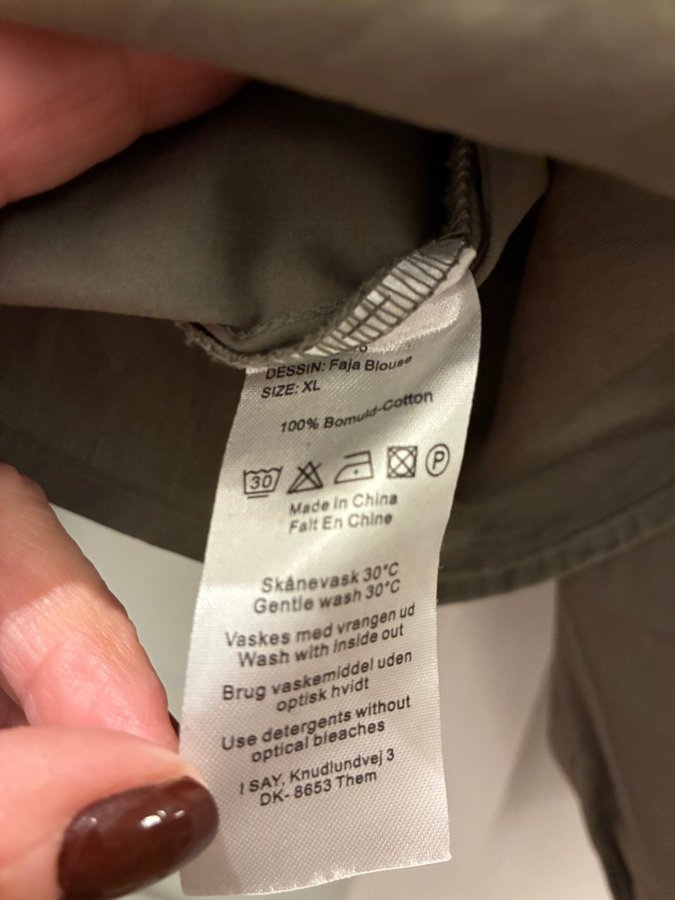 DESSIN: Faja Blouse
SIZE: XL
100% Bomuld-Cotton
30 P
Made in China
Fait En Chine
Skånevask 30°C
Gentle wash 30°C
Vaskes med vrangen ud
Wash with inside out
Brug vaskemiddel uden
optisk hvidt
Use detergents without
optical bleaches
I SAY, Knudlundvej 3
DK- 8653 Them